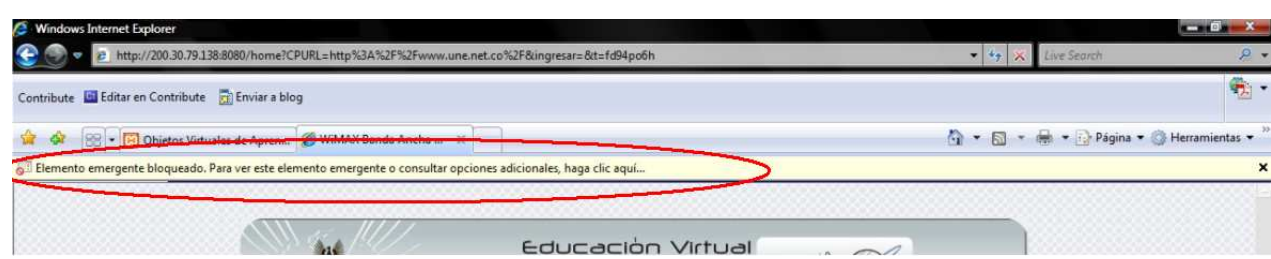 Windows Internet Explorer
http://200.30.79.138:8080/home?CPURL=http%3A%2F%2Fwww.une.net.co%2F&ingresar=&t=fd94po6h
Live Search
Contribute Editar en Contribute Enviar a blog
Objetos Virtuales de Apren... WiMAX Banda Ancha ...
Página Herramientas
Elemento emergente bloqueado. Para ver este elemento emergente o consultar opciones adicionales, haga clic aquí...
Educación Virtual